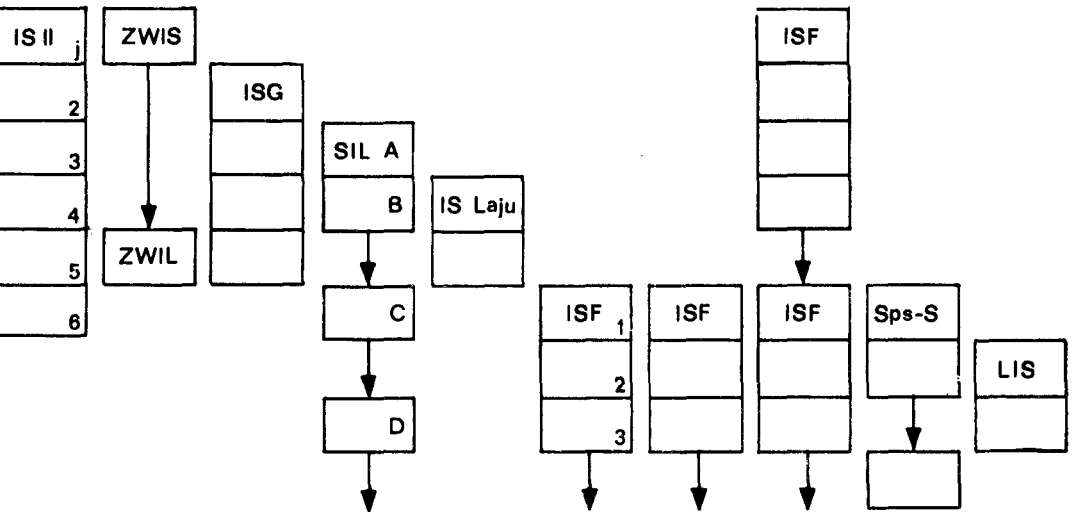 IS II j
2
3
4
5
6
ZWIS
ZWIL
ISG
SIL A
B
C
D
IS Laju
ISF 1
2
3
ISF
ISF
ISF
Sps-S
LIS